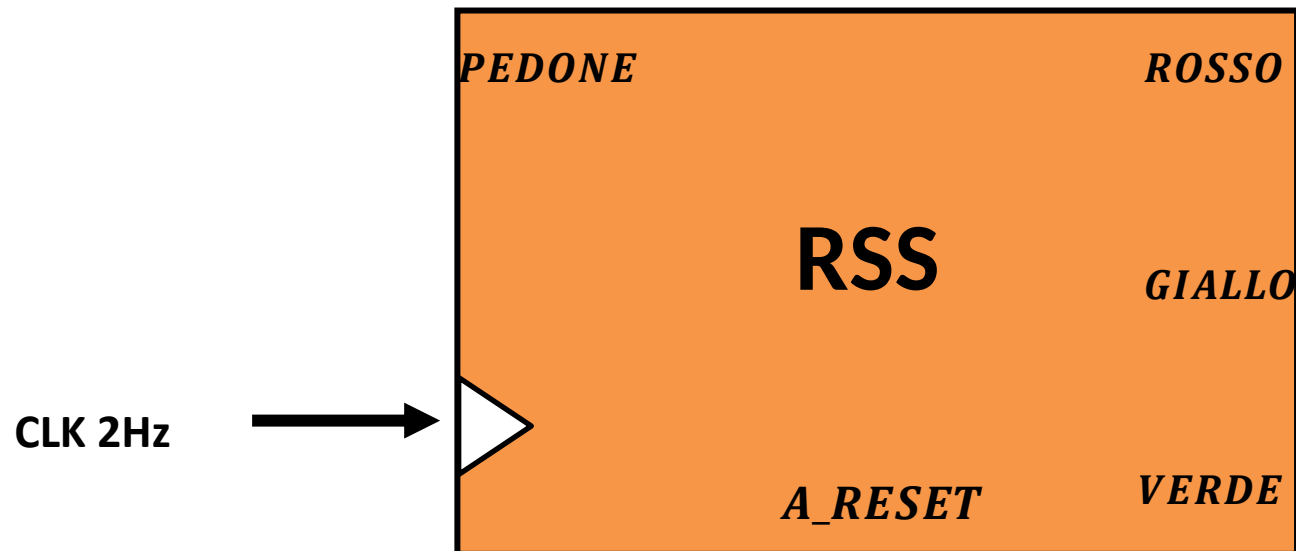 PEDONE
ROSSO
RSS
GIALLO
CLK 2Hz
A_RESET
VERDE